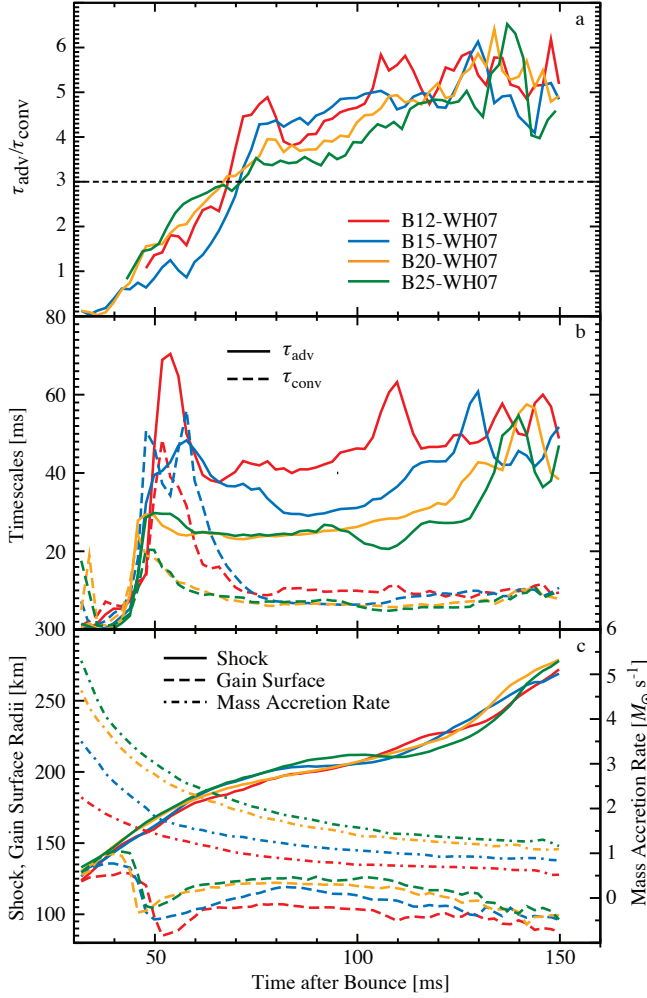 a
6
5
4
3
2
1
τadv/τconv
B12-WH07
B15-WH07
B20-WH07
B25-WH07
80
b
60
40
20
Timescales [ms]
τadv
τconv
300
c
6
250
200
150
100
Shock, Gain Surface Radii [km]
Shock
Gain Surface
Mass Accretion Rate
5
4
3
2
1
0
Mass Accretion Rate [M⊙ s⁻¹]
50
100
150
Time after Bounce [ms]